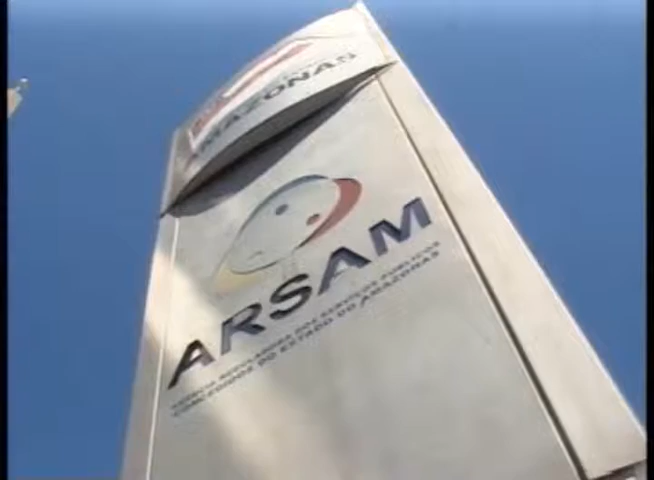 AMAZONAS
ARSAM
AGÊNCIA REGULADORA DOS SERVIÇOS PÚBLICOS
CONCEDIDOS DO ESTADO DO AMAZONAS